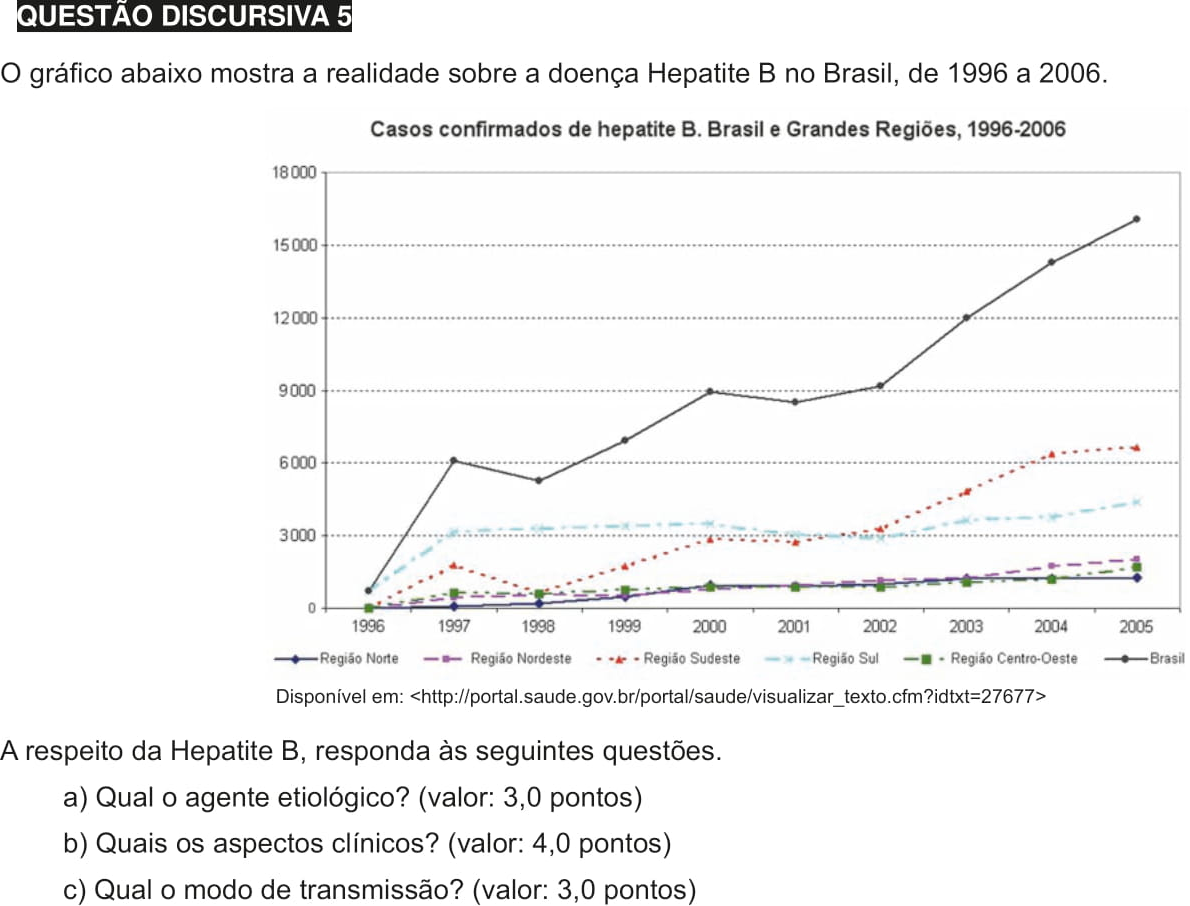 QUESTÃO DISCURSIVA 5
O gráfico abaixo mostra a realidade sobre a doença Hepatite B no Brasil, de 1996 a 2006.
Casos confirmados de hepatite B. Brasil e Grandes Regiões, 1996-2006
18 000
15 000
12 000
9 000
6 000
3 000
0
1996 1997 1998 1999 2000 2001 2002 2003 2004 2005
Região Norte Região Nordeste Região Sudeste Região Sul Região Centro-Oeste Brasil
Disponível em: <http://portal.saude.gov.br/portal/saude/visualizar_texto.cfm?idtxt=27677>
A respeito da Hepatite B, responda às seguintes questões.
a) Qual o agente etiológico? (valor: 3,0 pontos)
b) Quais os aspectos clínicos? (valor: 4,0 pontos)
c) Qual o modo de transmissão? (valor: 3,0 pontos)